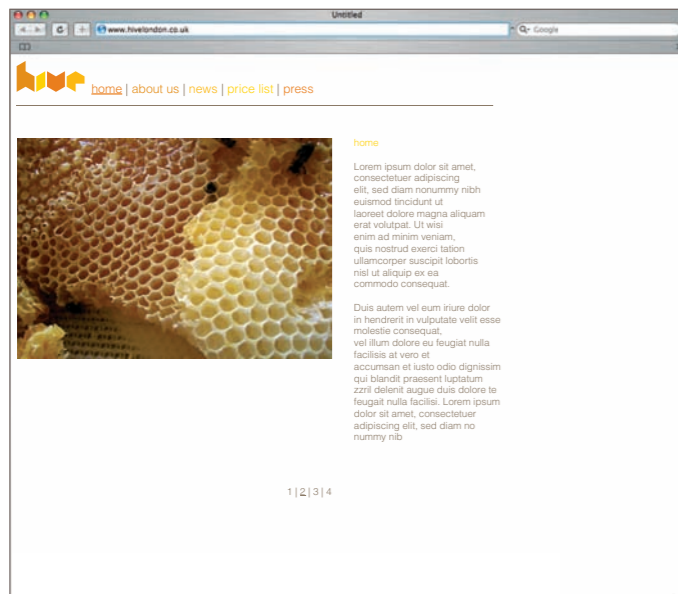 Untitled
www.hivelondon.co.uk
Google
hive
home | about us | news | price list | press
home
Lorem ipsum dolor sit amet,
consectetuer adipiscing
elit, sed diam nonummy nibh
euismod tincidunt ut
laoreet dolore magna aliquam
erat volutpat. Ut wisi
enim ad minim veniam,
quis nostrud exerci tation
ullamcorper suscipit lobortis
nisl ut aliquip ex ea
commodo consequat.
Duis autem vel eum iriure dolor
in hendrerit in vulputate velit esse
molestie consequat,
vel illum dolore eu feugiat nulla
facilisis at vero et
accumsan et iusto odio dignissim
qui blandit praesent luptatum
zzril delenit augue duis dolore te
feugait nulla facilisi. Lorem ipsum
dolor sit amet, consectetuer
adipiscing elit, sed diam no
nummy nib
1 | 2 | 3 | 4